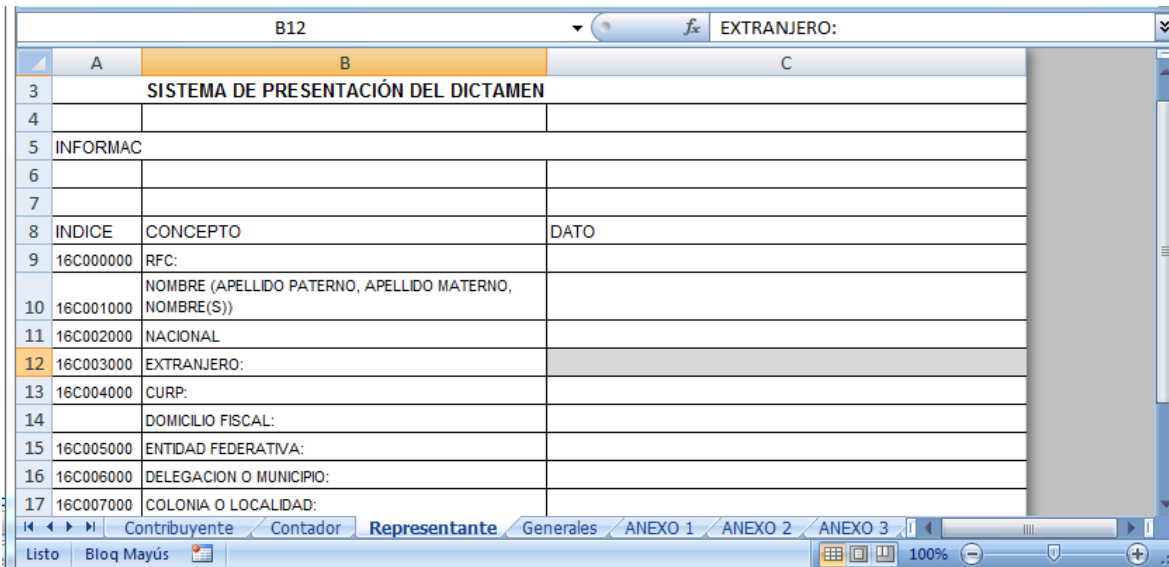 B12 fx EXTRANJERO:
A B C
3 SISTEMA DE PRESENTACIÓN DEL DICTAMEN
4
5 INFORMAC
6
7
8 INDICE CONCEPTO DATO
9 16C000000 RFC:
NOMBRE (APELLIDO PATERNO, APELLIDO MATERNO,
10 16C001000 NOMBRE(S))
11 16C002000 NACIONAL
12 16C003000 EXTRANJERO:
13 16C004000 CURP:
14 DOMICILIO FISCAL:
15 16C005000 ENTIDAD FEDERATIVA:
16 16C006000 DELEGACION O MUNICIPIO:
17 16C007000 COLONIA O LOCALIDAD:
Contribuyente Contador Representante Generales ANEXO 1 ANEXO 2 ANEXO 3
Listo Bloq Mayús 100%